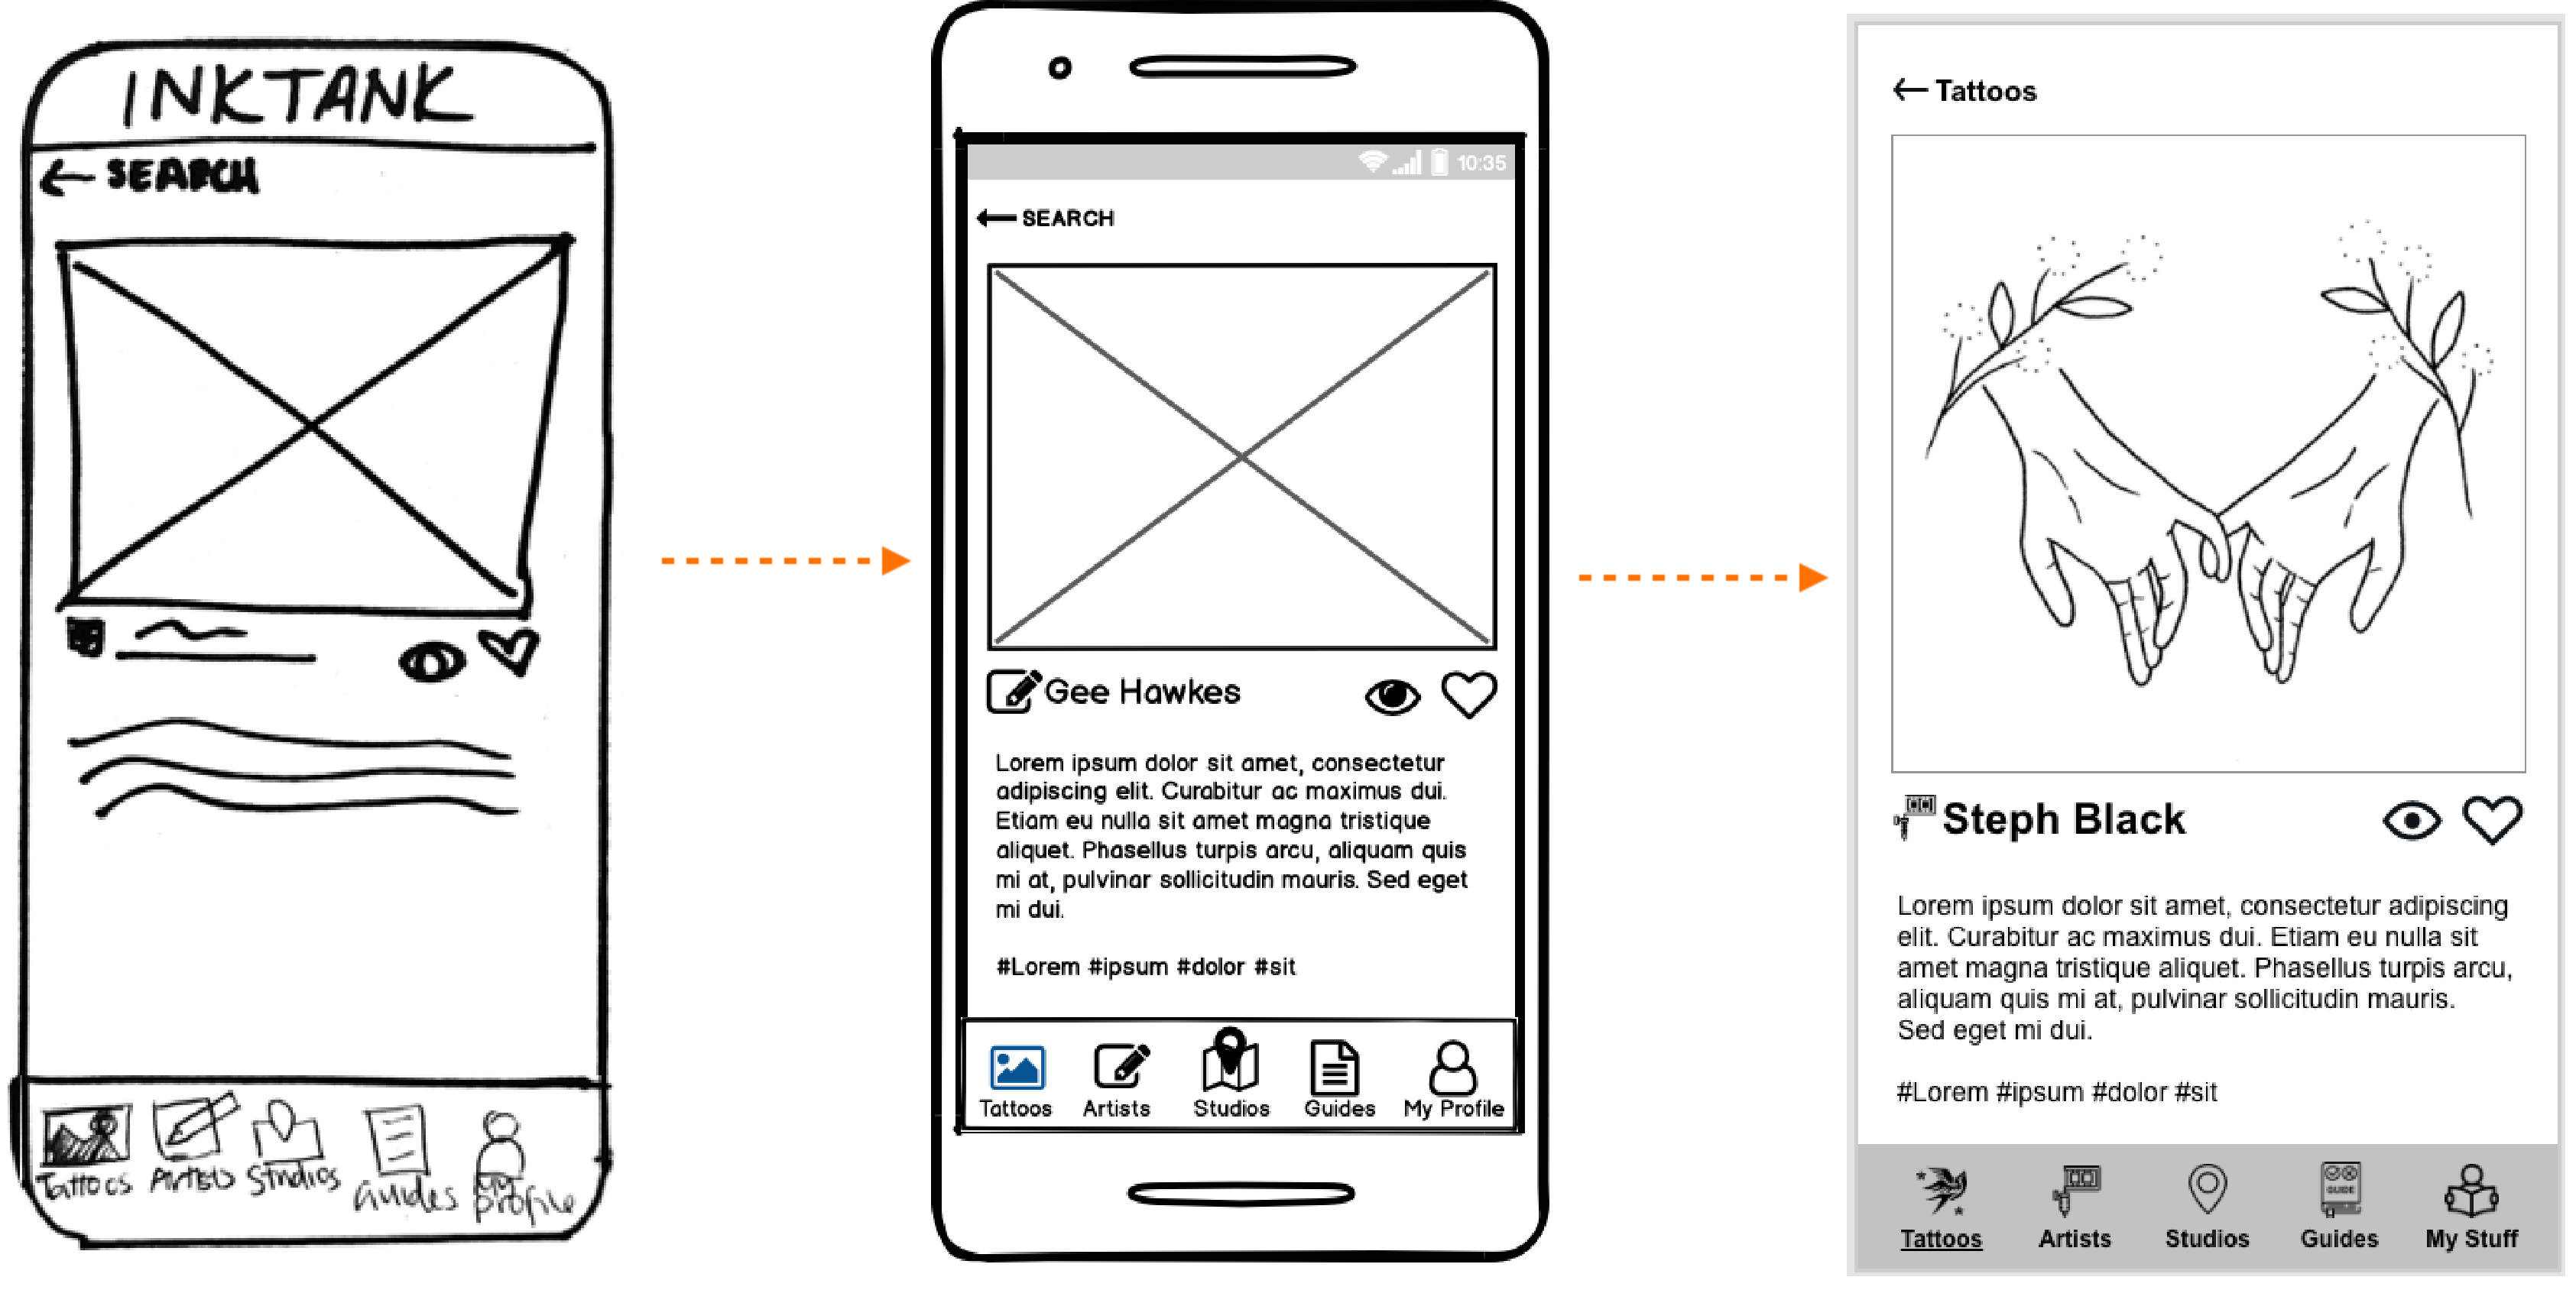 INKTANK
← SEARCH
Tattoos Artists Studios Guides My profile
10:35
← SEARCH
Gee Hawkes
Lorem ipsum dolor sit amet, consectetur
adipiscing elit. Curabitur ac maximus dui.
Etiam eu nulla sit amet magna tristique
aliquet. Phasellus turpis arcu, aliquam quis
mi at, pulvinar sollicitudin mauris. Sed eget
mi dui.
#Lorem #ipsum #dolor #sit
Tattoos Artists Studios Guides My Profile
← Tattoos
Steph Black
Lorem ipsum dolor sit amet, consectetur adipiscing
elit. Curabitur ac maximus dui. Etiam eu nulla sit
amet magna tristique aliquet. Phasellus turpis arcu,
aliquam quis mi at, pulvinar sollicitudin mauris.
Sed eget mi dui.
#Lorem #ipsum #dolor #sit
GUIDE
Tattoos Artists Studios Guides My Stuff